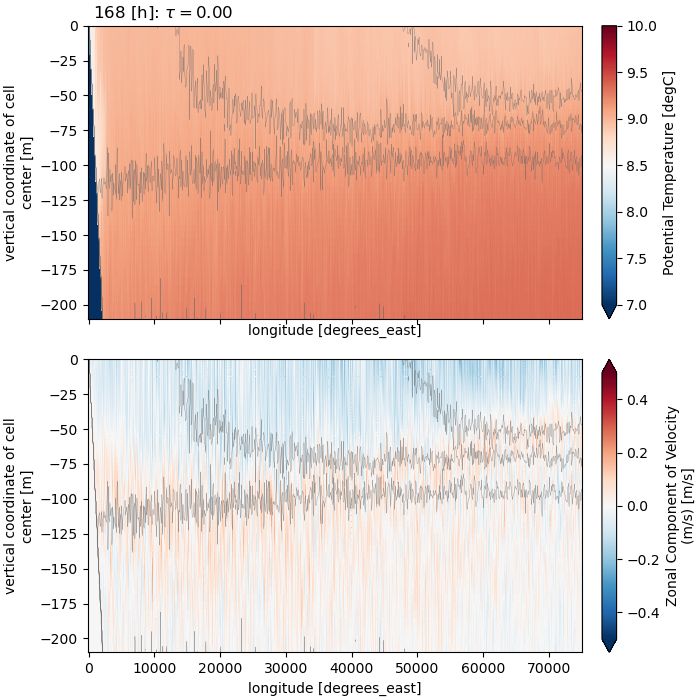 168 [h]: τ = 0.00
0
−25
−50
−75
−100
−125
−150
−175
−200
vertical coordinate of cell
center [m]
longitude [degrees_east]
10.0
9.5
9.0
8.5
8.0
7.5
7.0
Potential Temperature [degC]
0
−25
−50
−75
−100
−125
−150
−175
−200
vertical coordinate of cell
center [m]
0 10000 20000 30000 40000 50000 60000 70000
longitude [degrees_east]
0.4
0.2
0.0
−0.2
−0.4
Zonal Component of Velocity
(m/s) [m/s]